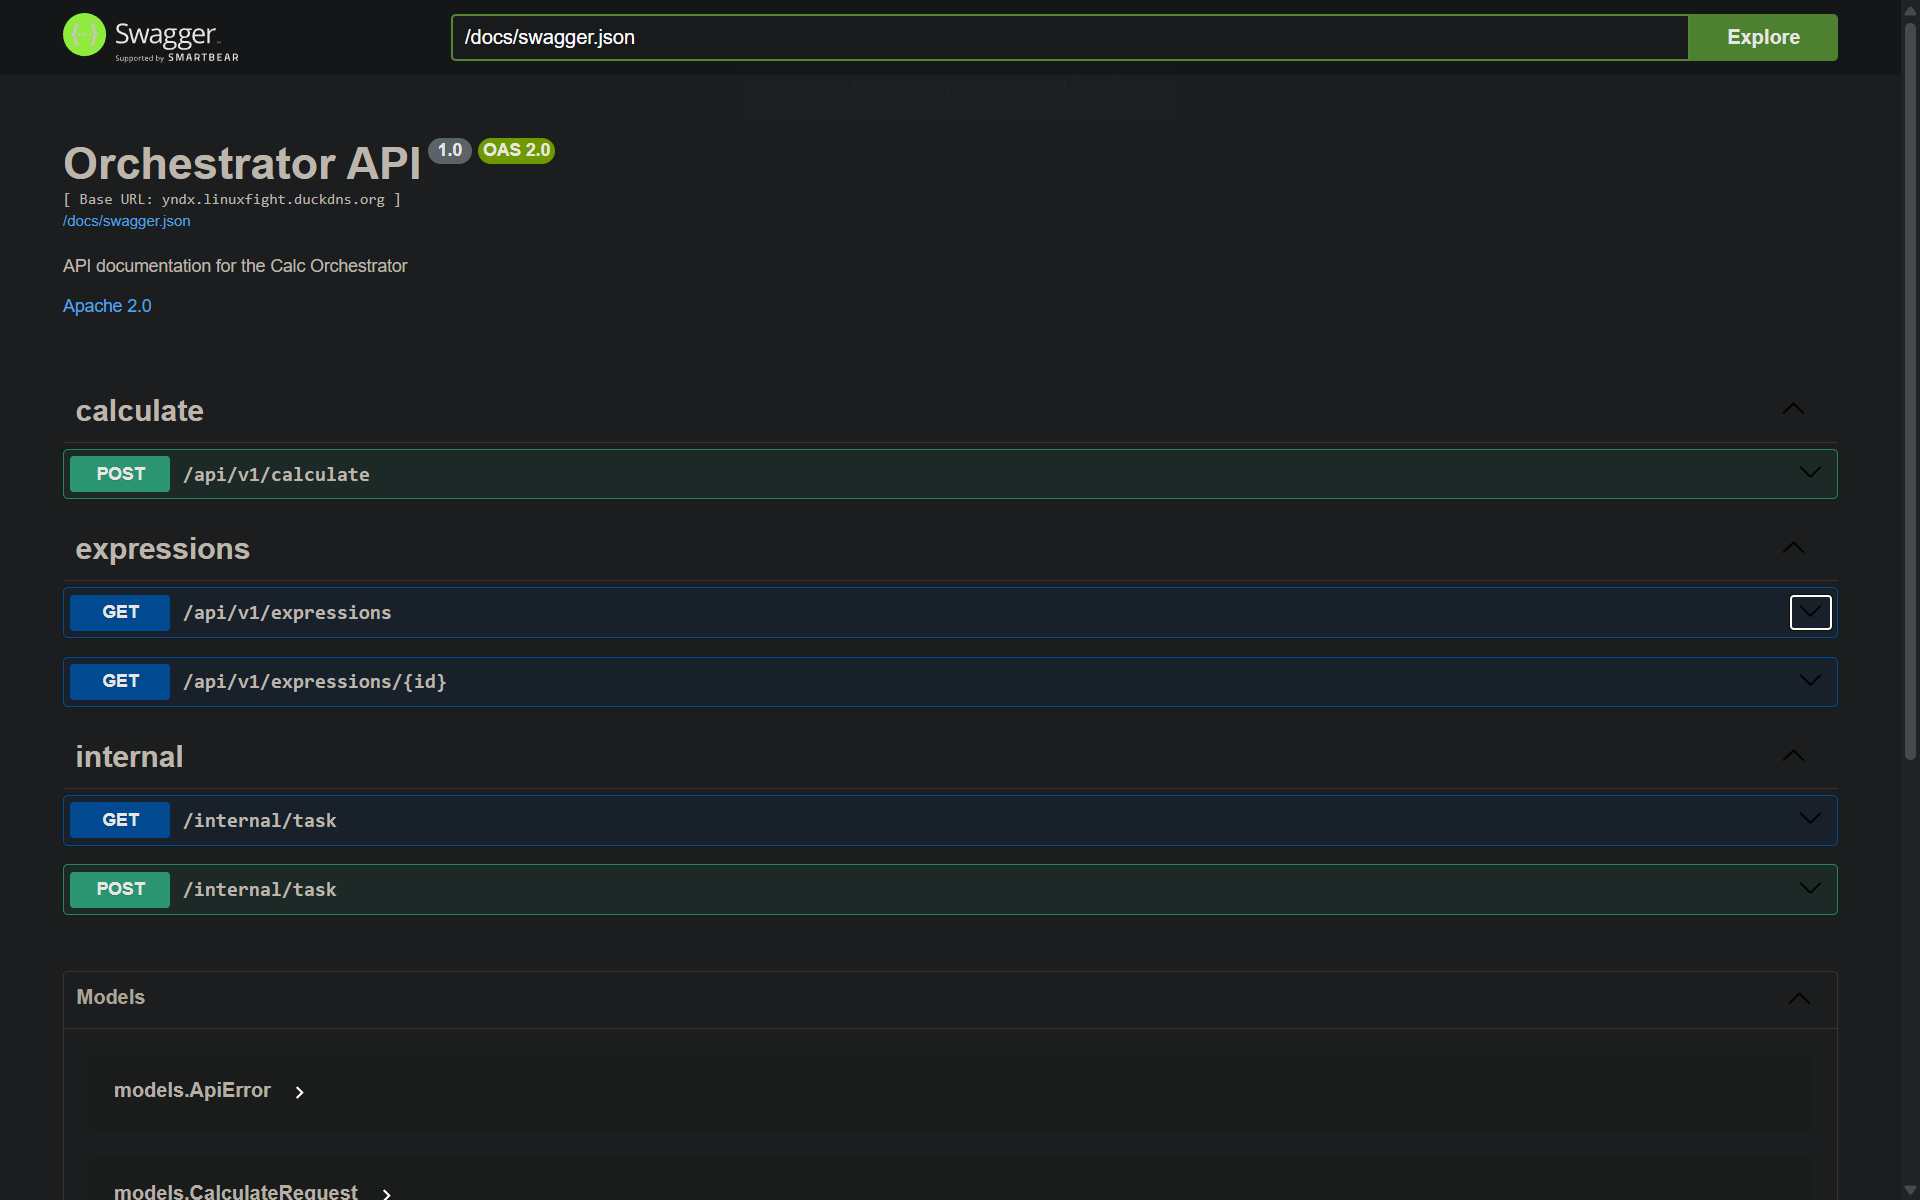 Swagger
Supported by SMARTBEAR
/docs/swagger.json
Explore
Orchestrator API 1.0 OAS 2.0
[ Base URL: yndx.linuxfight.duckdns.org ]
/docs/swagger.json
API documentation for the Calc Orchestrator
Apache 2.0
calculate
POST /api/v1/calculate
expressions
GET /api/v1/expressions
GET /api/v1/expressions/{id}
internal
GET /internal/task
POST /internal/task
Models
models.ApiError
models.CalculateRequest